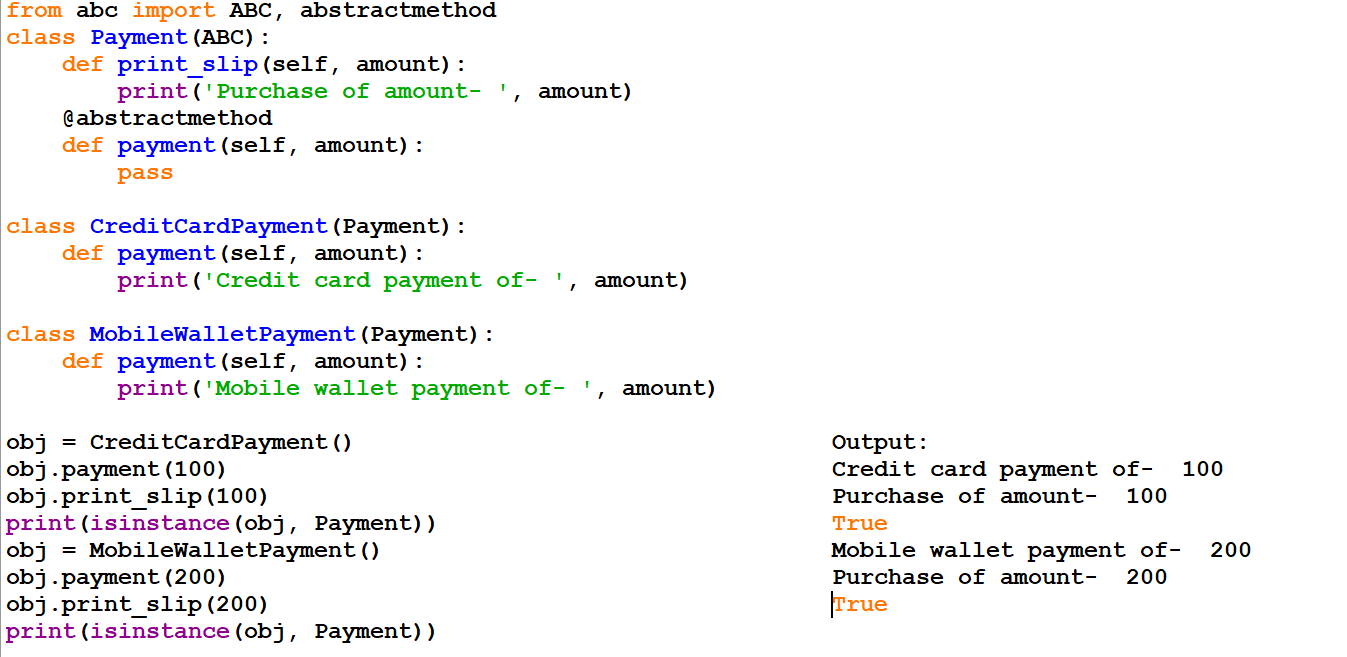 from abc import ABC, abstractmethod
class Payment(ABC):
    def print_slip(self, amount):
        print('Purchase of amount- ', amount)
    @abstractmethod
    def payment(self, amount):
        pass

class CreditCardPayment(Payment):
    def payment(self, amount):
        print('Credit card payment of- ', amount)

class MobileWalletPayment(Payment):
    def payment(self, amount):
        print('Mobile wallet payment of- ', amount)

obj = CreditCardPayment()
obj.payment(100)
obj.print_slip(100)
print(isinstance(obj, Payment))
obj = MobileWalletPayment()
obj.payment(200)
obj.print_slip(200)
print(isinstance(obj, Payment))
Output:
Credit card payment of-  100
Purchase of amount-  100
True
Mobile wallet payment of-  200
Purchase of amount-  200
True